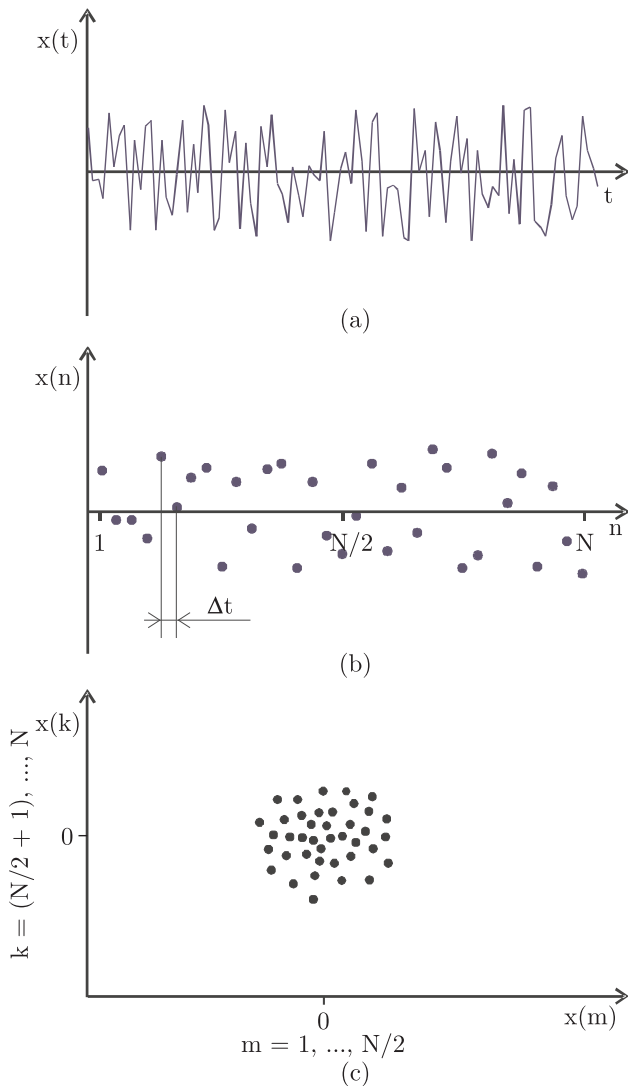 x(t)
t
(a)
x(n)
1
N/2
N
n
Δt
(b)
x(k)
k = (N/2 + 1), ..., N
0
0
x(m)
m = 1, ..., N/2
(c)